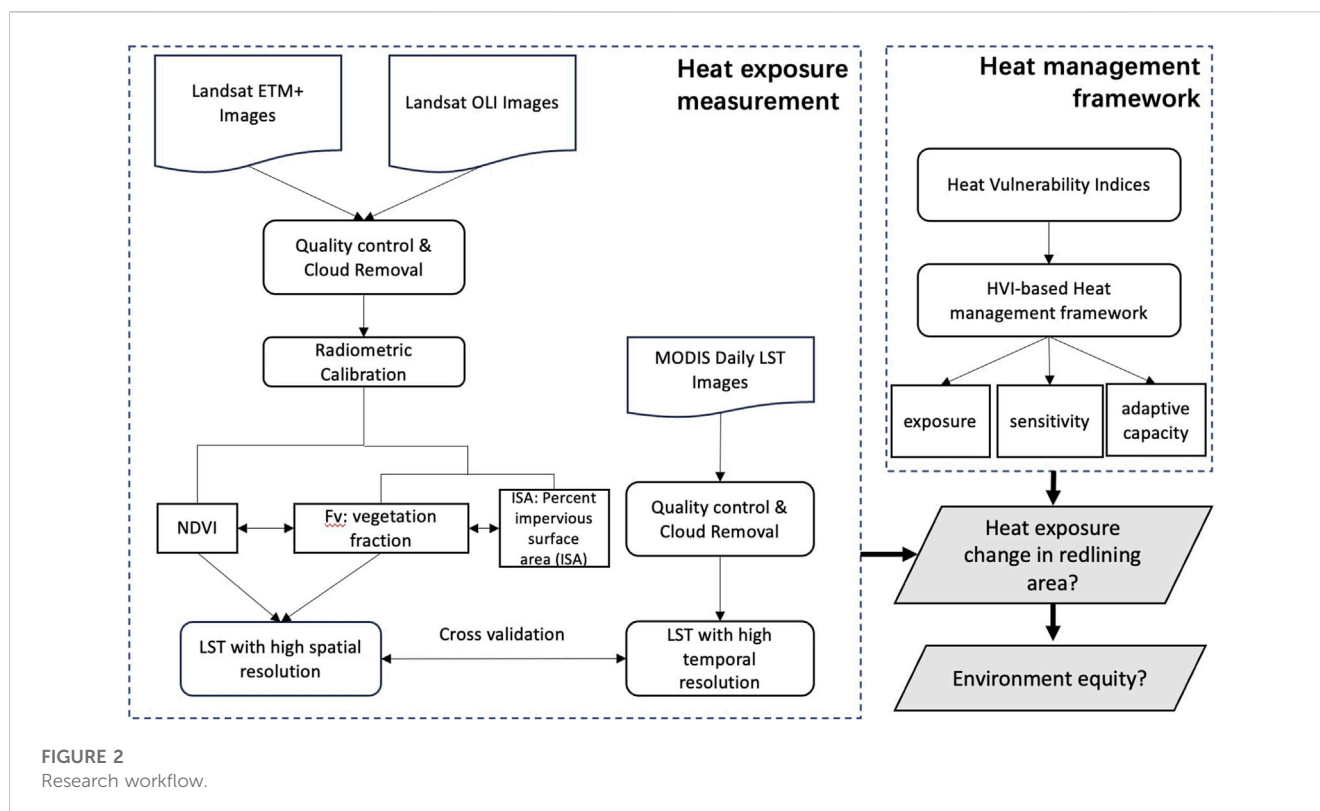 Heat exposure
measurement
Landsat ETM+
Images
Landsat OLI Images
Quality control &
Cloud Removal
Radiometric
Calibration
MODIS Daily LST
Images
NDVI
Fv: vegetation
fraction
ISA: Percent
impervious
surface
area (ISA)
Quality control &
Cloud Removal
LST with high spatial
resolution
Cross validation
LST with high
temporal
resolution
Heat management
framework
Heat Vulnerability Indices
HVI-based Heat
management framework
exposure
sensitivity
adaptive
capacity
Heat exposure
change in redlining
area?
Environment equity?
FIGURE 2
Research workflow.